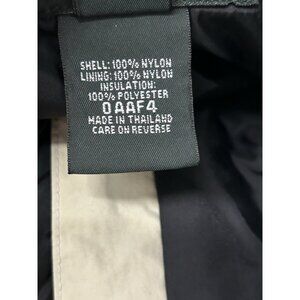 SHELL: 100% NYLON
LINING: 100% NYLON
INSULATION:
100% POLYESTER
0AAF4
MADE IN THAILAND
CARE ON REVERSE